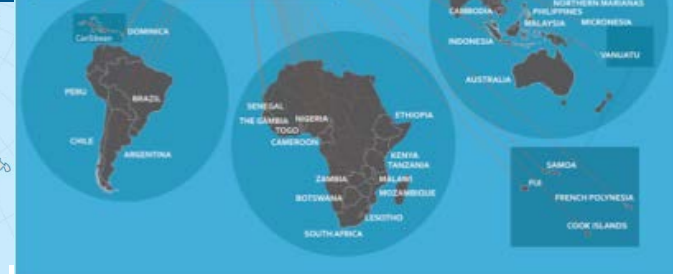 Caribbean
DOMINICA
PERU
BRAZIL
CHILE
ARGENTINA
SENEGAL
THE GAMBIA
NIGERIA
TOGO
CAMEROON
ETHIOPIA
KENYA
TANZANIA
ZAMBIA
MALAWI
BOTSWANA
MOZAMBIQUE
LESOTHO
SOUTH AFRICA
NORTHERN MARIANAS
CAMBODIA
PHILIPPINES
MALAYSIA
MICRONESIA
INDONESIA
VANUATU
AUSTRALIA
SAMOA
FIJI
FRENCH POLYNESIA
COOK ISLANDS